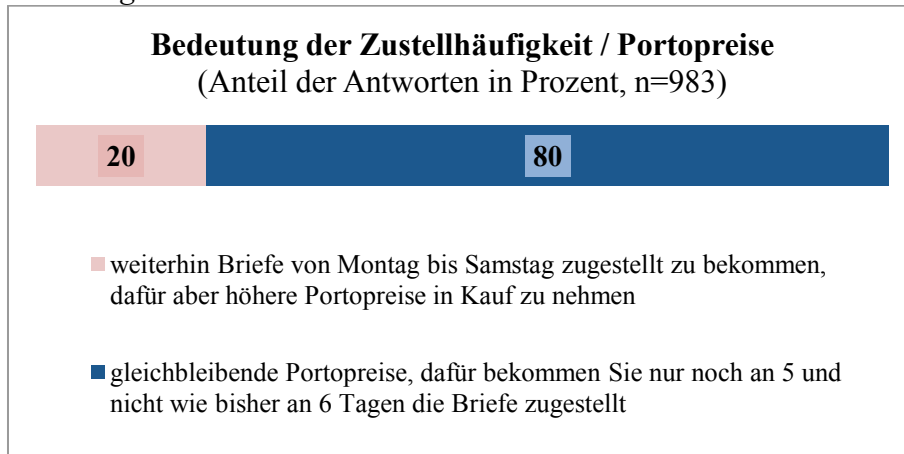 Bedeutung der Zustellhäufigkeit / Portopreise
(Anteil der Antworten in Prozent, n=983)
20 80
weiterhin Briefe von Montag bis Samstag zugestellt zu bekommen,
dafür aber höhere Portopreise in Kauf zu nehmen
gleichbleibende Portopreise, dafür bekommen Sie nur noch an 5 und
nicht wie bisher an 6 Tagen die Briefe zugestellt